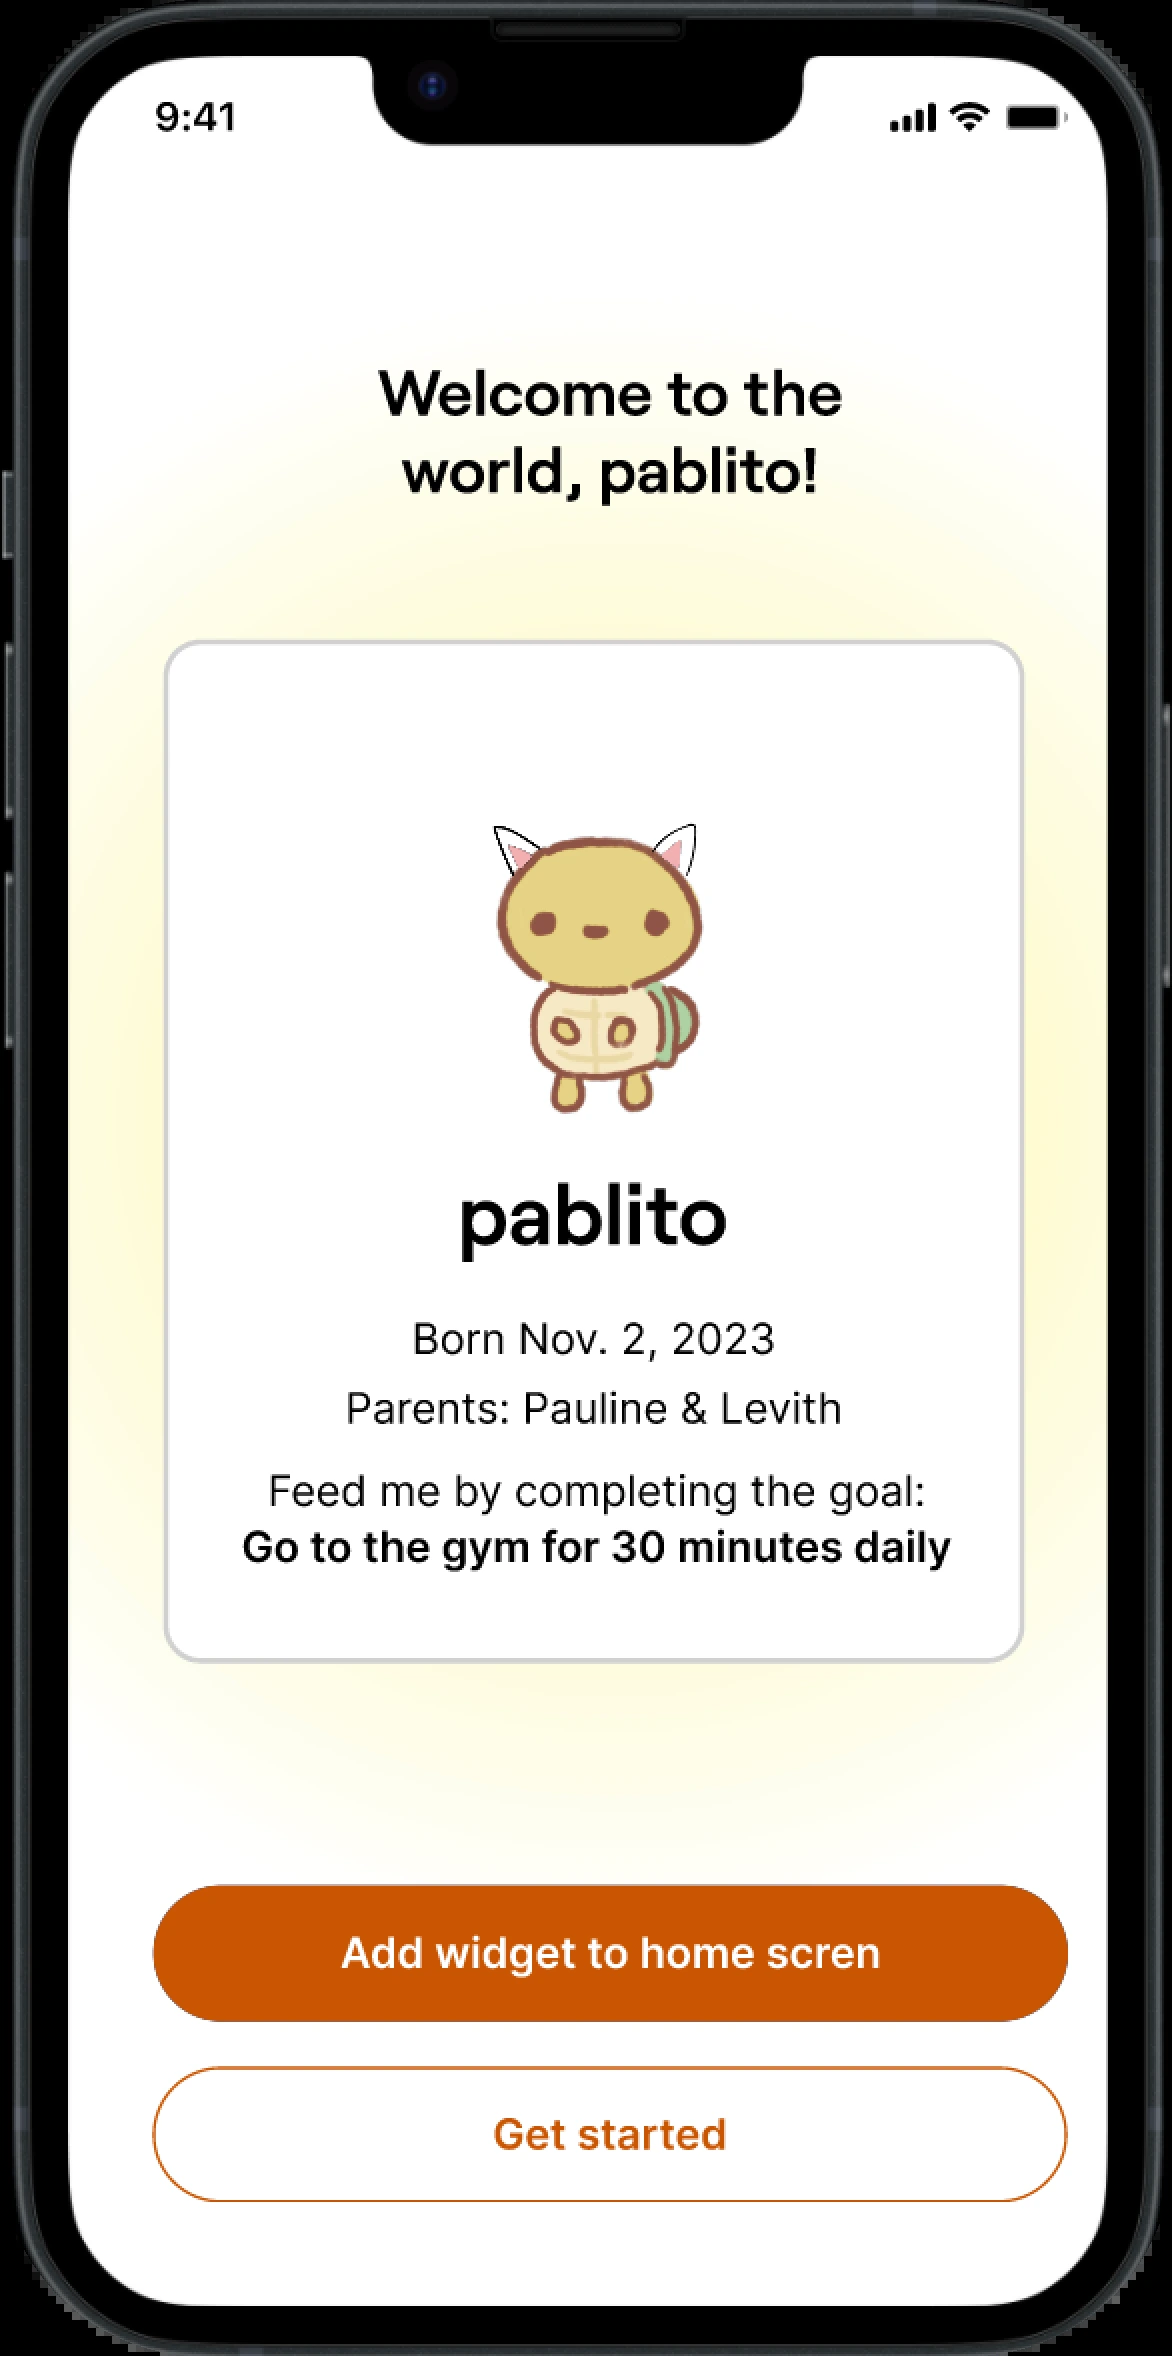 9:41
Welcome to the
world, pablito!
pablito
Born Nov. 2, 2023
Parents: Pauline & Levith
Feed me by completing the goal:
Go to the gym for 30 minutes daily
Add widget to home scren
Get started